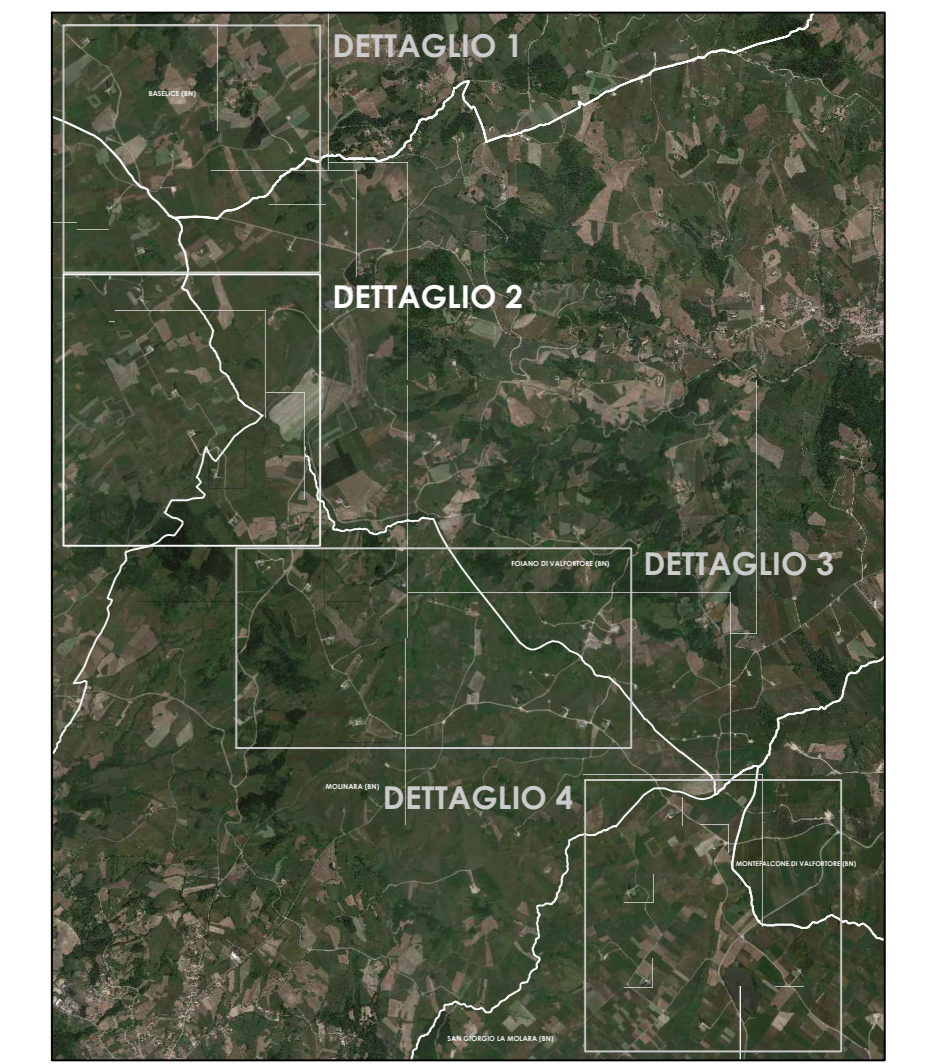 DETTAGLIO 1
BASELICE (BN)
DETTAGLIO 2
FOIANO DI VALFORTORE (BN)
DETTAGLIO 3
MOLINARA (BN)
DETTAGLIO 4
MONTEFALCONE DI VALFORTORE (BN)
SAN GIORGIO LA MOLARA (BN)